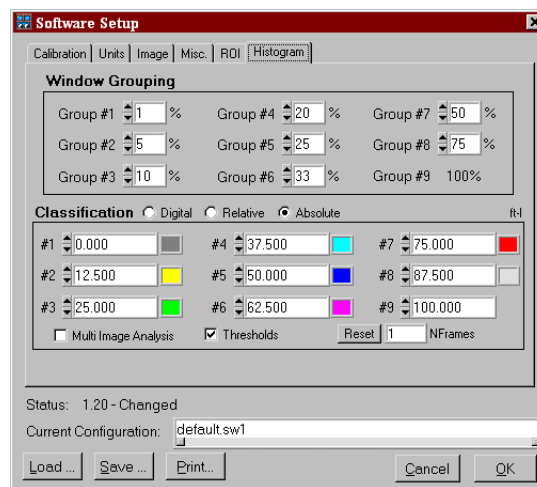 Software Setup
Calibration Units Image Misc. ROI Histogram
Window Grouping
Group #1 1 % Group #4 20 % Group #7 50 %
Group #2 5 % Group #5 25 % Group #8 75 %
Group #3 10 % Group #6 33 % Group #9 100%
Classification Digital Relative Absolute ft-l
#1 0.000 #4 37.500 #7 75.000
#2 12.500 #5 50.000 #8 87.500
#3 25.000 #6 62.500 #9 100.000
Multi Image Analysis Thresholds Reset 1 NFrames
Status: 1.20 - Changed
Current Configuration: default.sw1
Load ... Save ... Print... Cancel OK